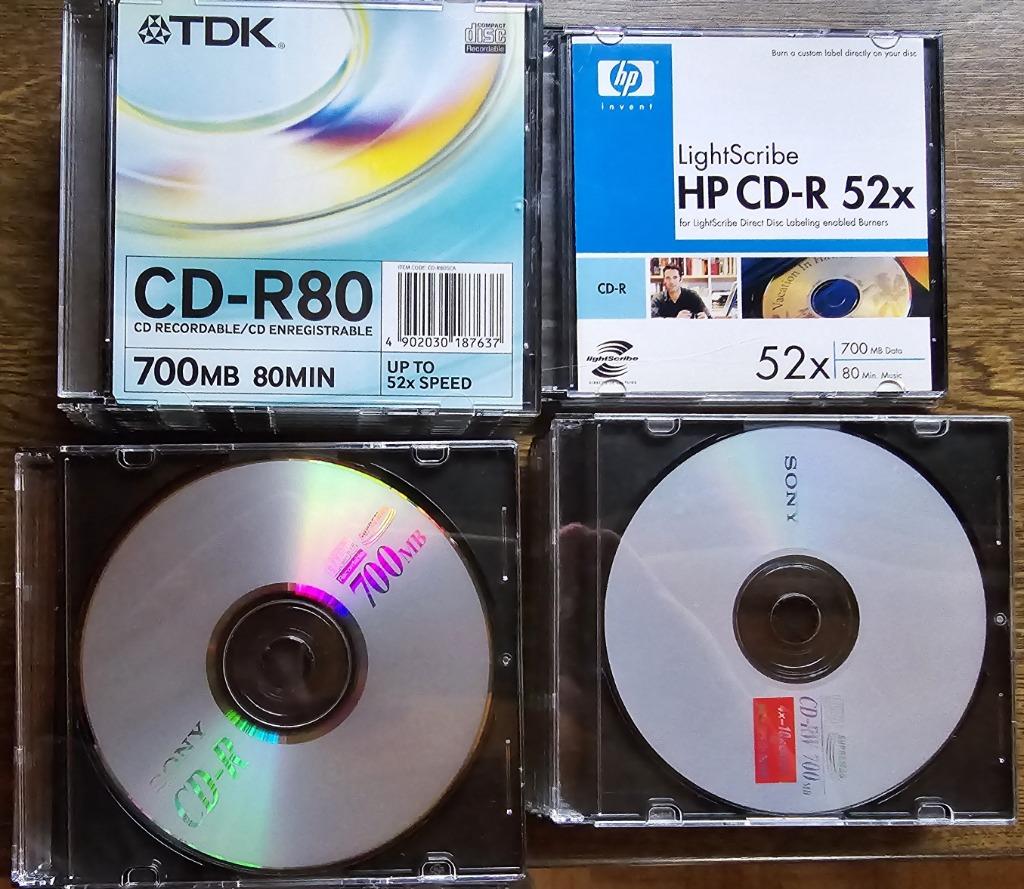 TDK
COMPACT
disc
Recordable
CD-R80
CD RECORDABLE/CD ENREGISTRABLE
700MB 80MIN
ITEM CODE: CD-R80SCA
4 902030 187637
UP TO
52x SPEED
Burn a custom label directly on your disc
hp
invent
LightScribe
HP CD-R 52x
for LightScribe Direct Disc Labeling enabled Burners
CD-R
Vacation In
lightScribe
52x
700 MB Data
80 Min. Music
700MB
SONY
CD-R
SONY
CD-RW 700MB
SUPREMAS